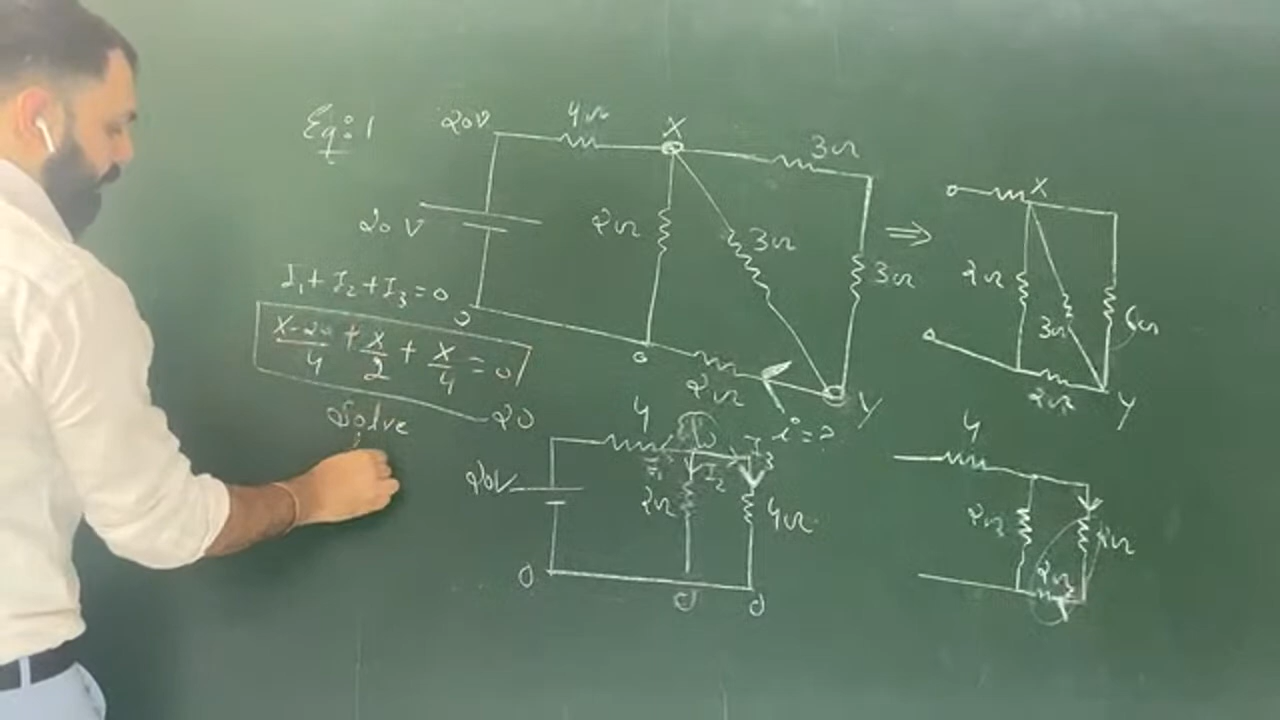 Eq:1
20V
4Ω
X
3Ω
20 V
2Ω
3Ω
3Ω
⇒
X
2Ω
3Ω
6Ω
2Ω
Y
I₁+I₂+I₃=0
0
X-20/4 + X/2 + X/4 = 0
0
2Ω
Y
i=?
Solve
20
4
I₁
I₂
I₃
20V
2Ω
4Ω
0
0
0
4
2Ω
2Ω